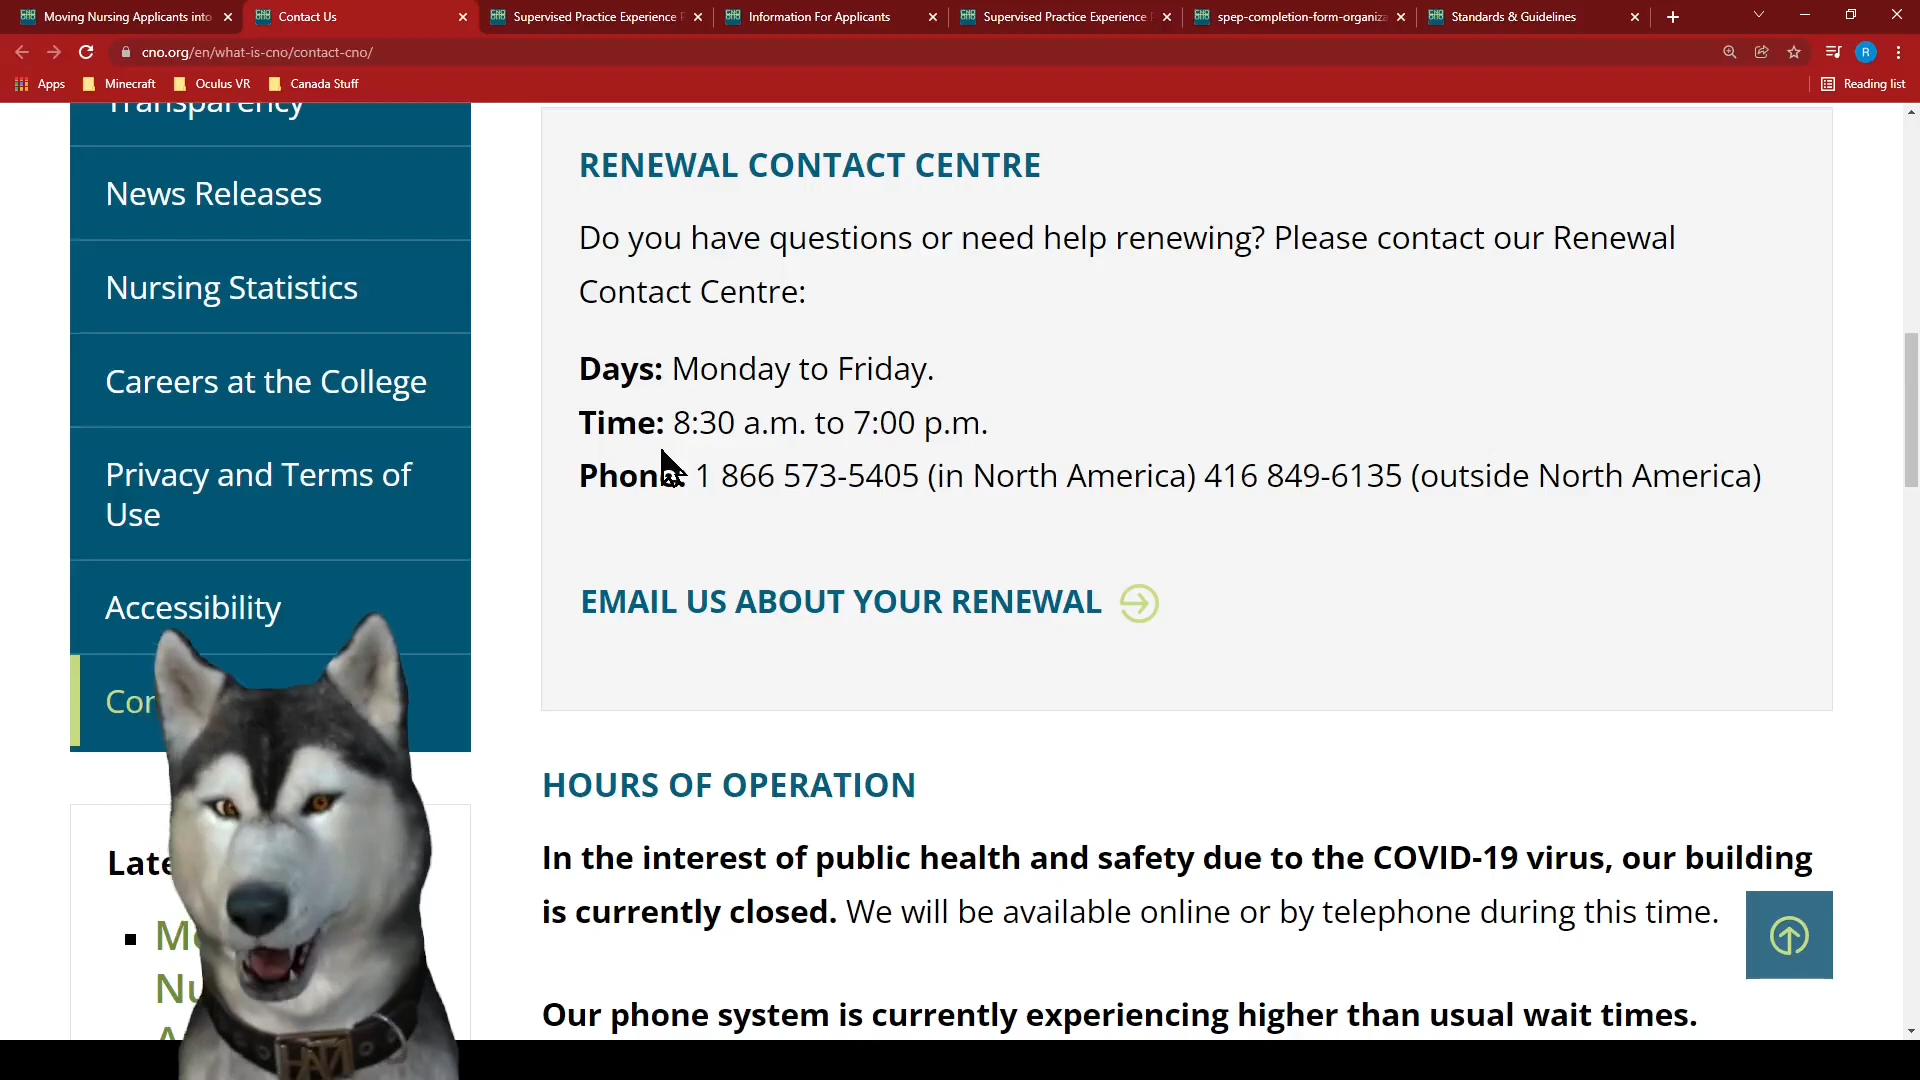 Moving Nursing Applicants into
Contact Us
Supervised Practice Experience
Information For Applicants
Supervised Practice Experience
spep-completion-form-organiza
Standards & Guidelines
cno.org/en/what-is-cno/contact-cno/
R
Apps
Minecraft
Oculus VR
Canada Stuff
Reading list
Transparency
News Releases
Nursing Statistics
Careers at the College
Privacy and Terms of
Use
Accessibility
RENEWAL CONTACT CENTRE
Do you have questions or need help renewing? Please contact our Renewal
Contact Centre:
Days: Monday to Friday.
Time: 8:30 a.m. to 7:00 p.m.
Phone: 1 866 573-5405 (in North America) 416 849-6135 (outside North America)
EMAIL US ABOUT YOUR RENEWAL
HOURS OF OPERATION
In the interest of public health and safety due to the COVID-19 virus, our building
is currently closed. We will be available online or by telephone during this time.
Our phone system is currently experiencing higher than usual wait times.